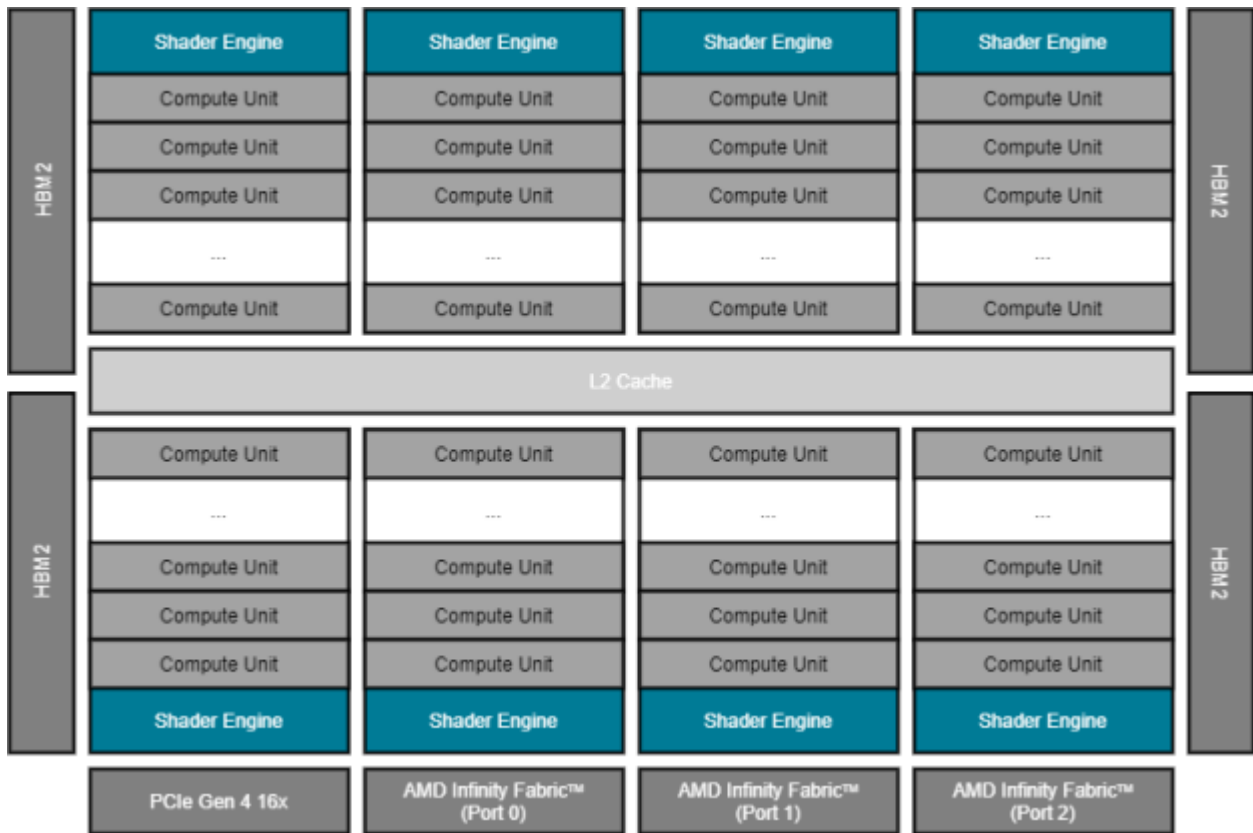 HBM2
Shader Engine
Shader Engine
Shader Engine
Shader Engine
HBM2
Compute Unit
Compute Unit
Compute Unit
Compute Unit
Compute Unit
Compute Unit
Compute Unit
Compute Unit
Compute Unit
Compute Unit
Compute Unit
Compute Unit
...
...
...
...
Compute Unit
Compute Unit
Compute Unit
Compute Unit
L2 Cache
HBM2
Compute Unit
Compute Unit
Compute Unit
Compute Unit
HBM2
...
...
...
...
Compute Unit
Compute Unit
Compute Unit
Compute Unit
Compute Unit
Compute Unit
Compute Unit
Compute Unit
Compute Unit
Compute Unit
Compute Unit
Compute Unit
Shader Engine
Shader Engine
Shader Engine
Shader Engine
PCIe Gen 4 16x
AMD Infinity Fabric™
(Port 0)
AMD Infinity Fabric™
(Port 1)
AMD Infinity Fabric™
(Port 2)